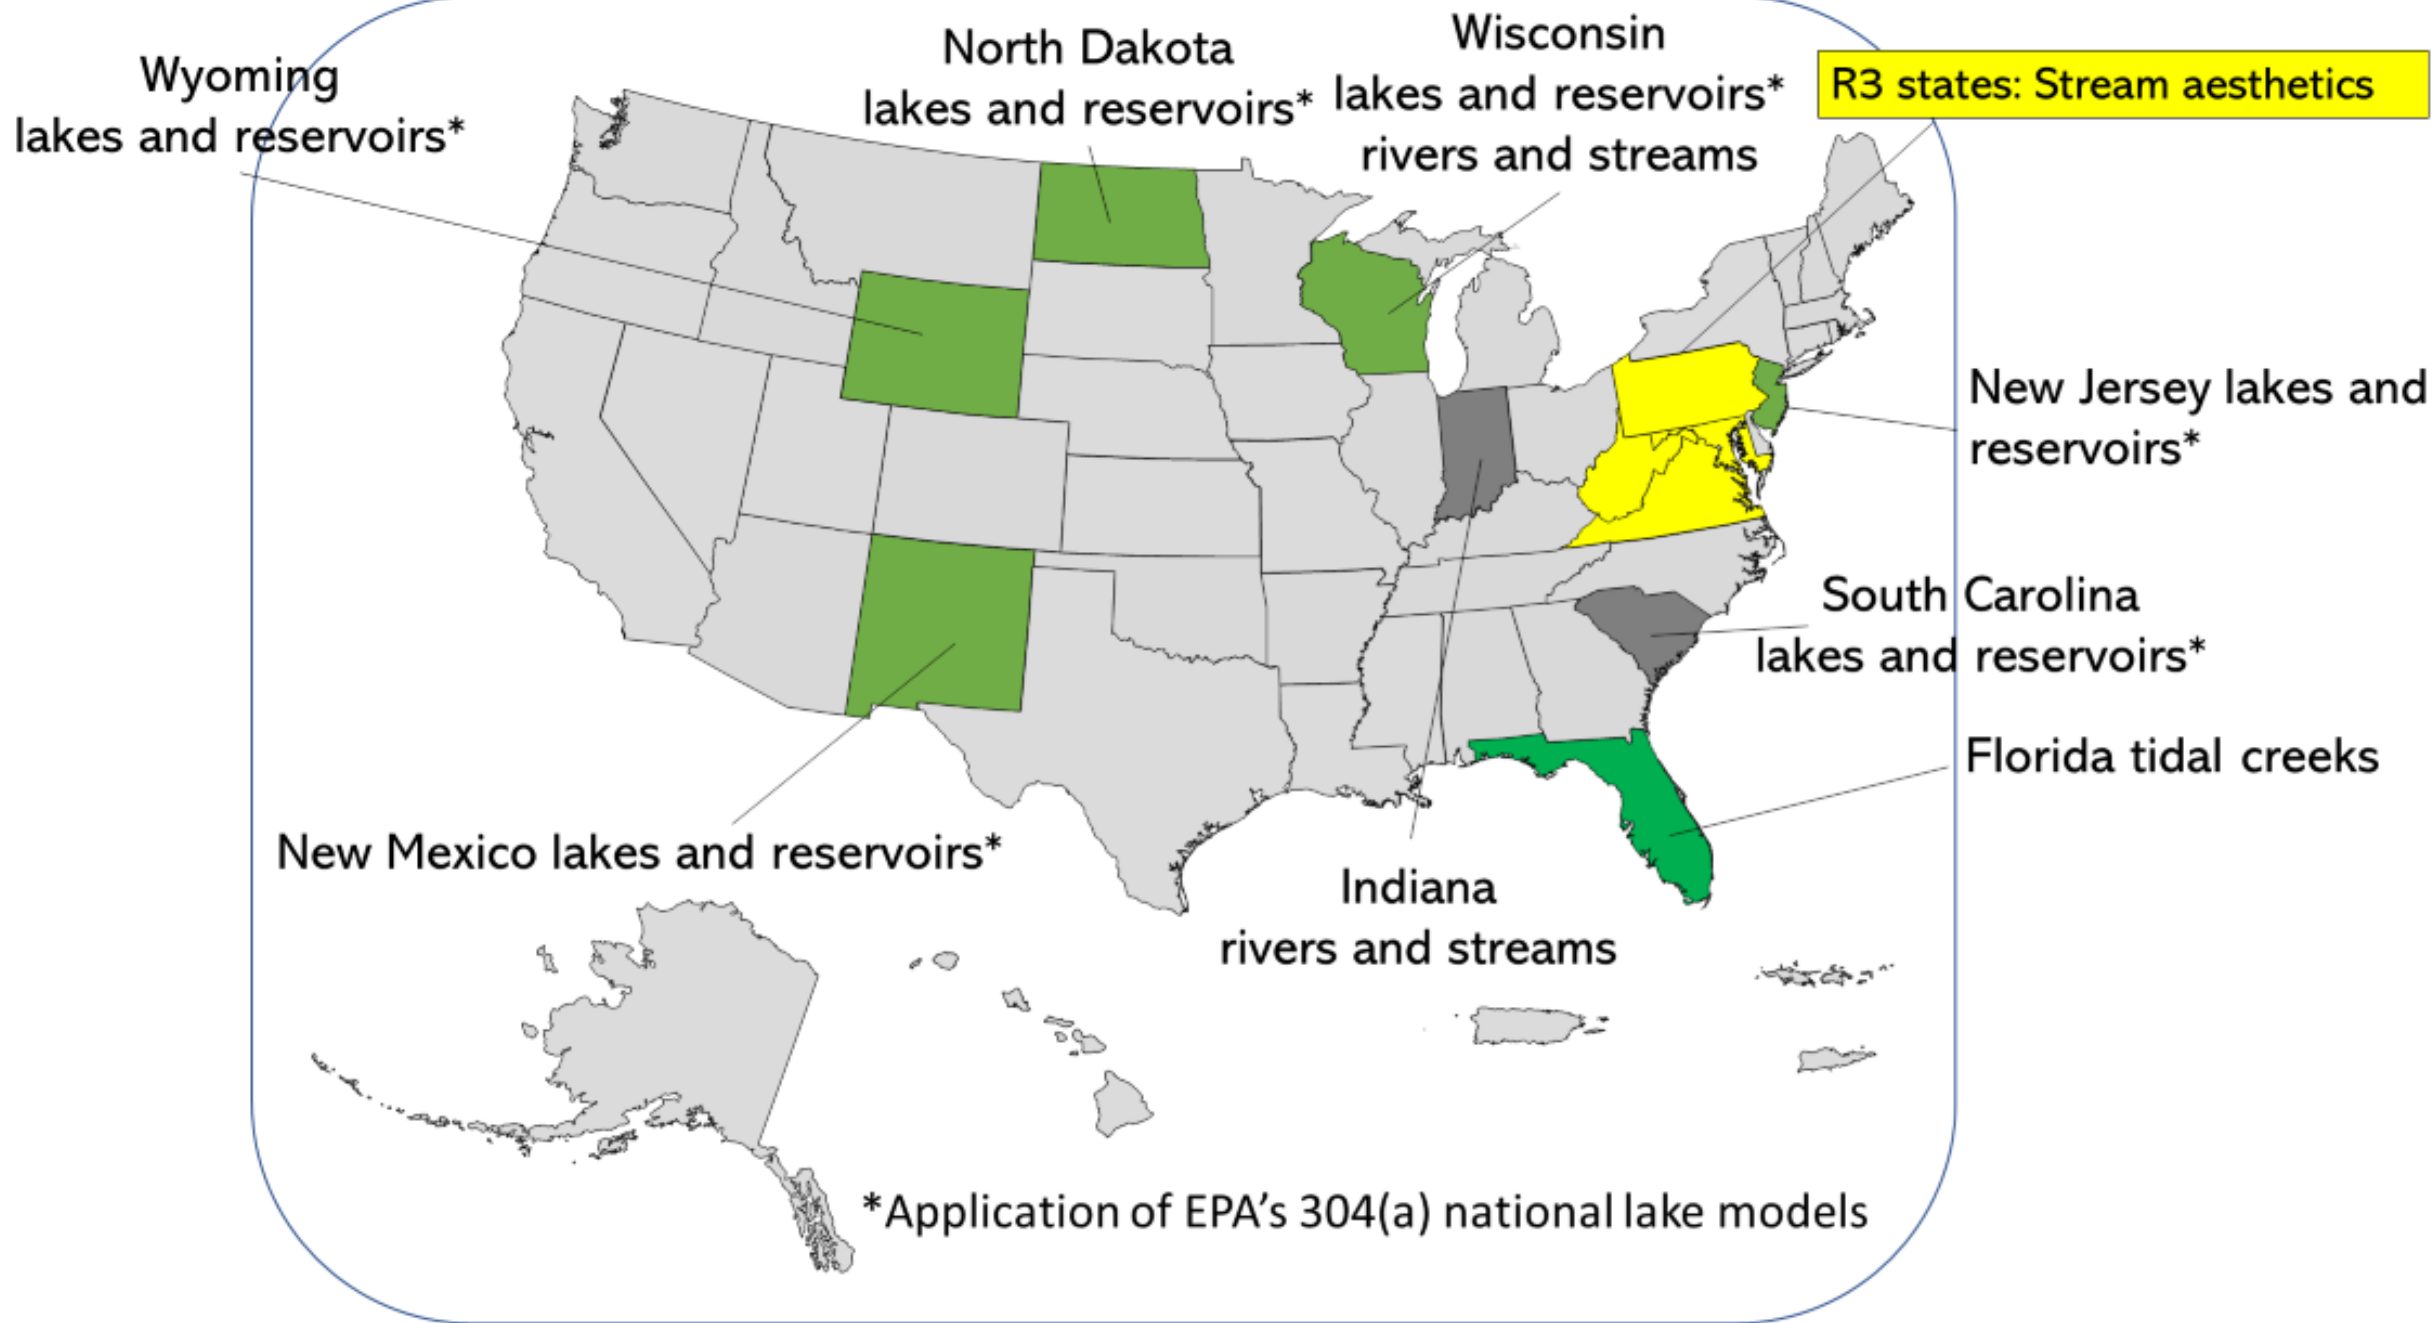 Wyoming
lakes and reservoirs*
North Dakota
lakes and reservoirs*
Wisconsin
lakes and reservoirs*
rivers and streams
R3 states: Stream aesthetics
New Jersey lakes and
reservoirs*
South Carolina
lakes and reservoirs*
Florida tidal creeks
New Mexico lakes and reservoirs*
Indiana
rivers and streams
*Application of EPA's 304(a) national lake models